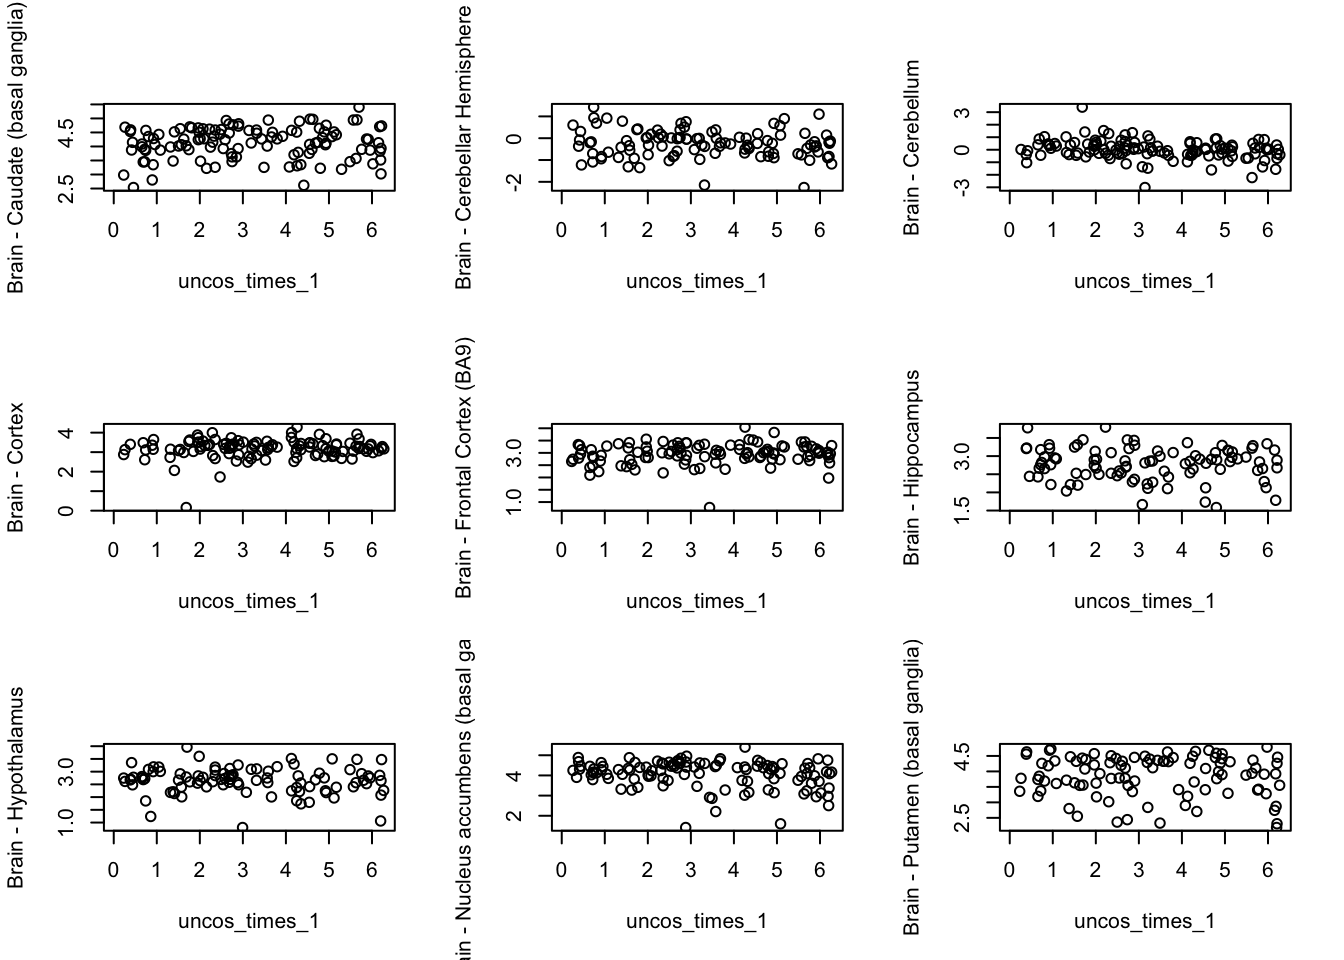 Brain - Caudate (basal ganglia)
2.5 4.5
0 1 2 3 4 5 6
uncos_times_1
Brain - Cerebellar Hemisphere
-2 0
0 1 2 3 4 5 6
uncos_times_1
Brain - Cerebellum
-3 0 3
0 1 2 3 4 5 6
uncos_times_1
Brain - Cortex
0 2 4
0 1 2 3 4 5 6
uncos_times_1
Brain - Frontal Cortex (BA9)
1.0 3.0
0 1 2 3 4 5 6
uncos_times_1
Brain - Hippocampus
1.5 3.0
0 1 2 3 4 5 6
uncos_times_1
Brain - Hypothalamus
1.0 3.0
0 1 2 3 4 5 6
uncos_times_1
ain - Nucleus accumbens (basal ga
2 4
0 1 2 3 4 5 6
uncos_times_1
Brain - Putamen (basal ganglia)
2.5 4.5
0 1 2 3 4 5 6
uncos_times_1